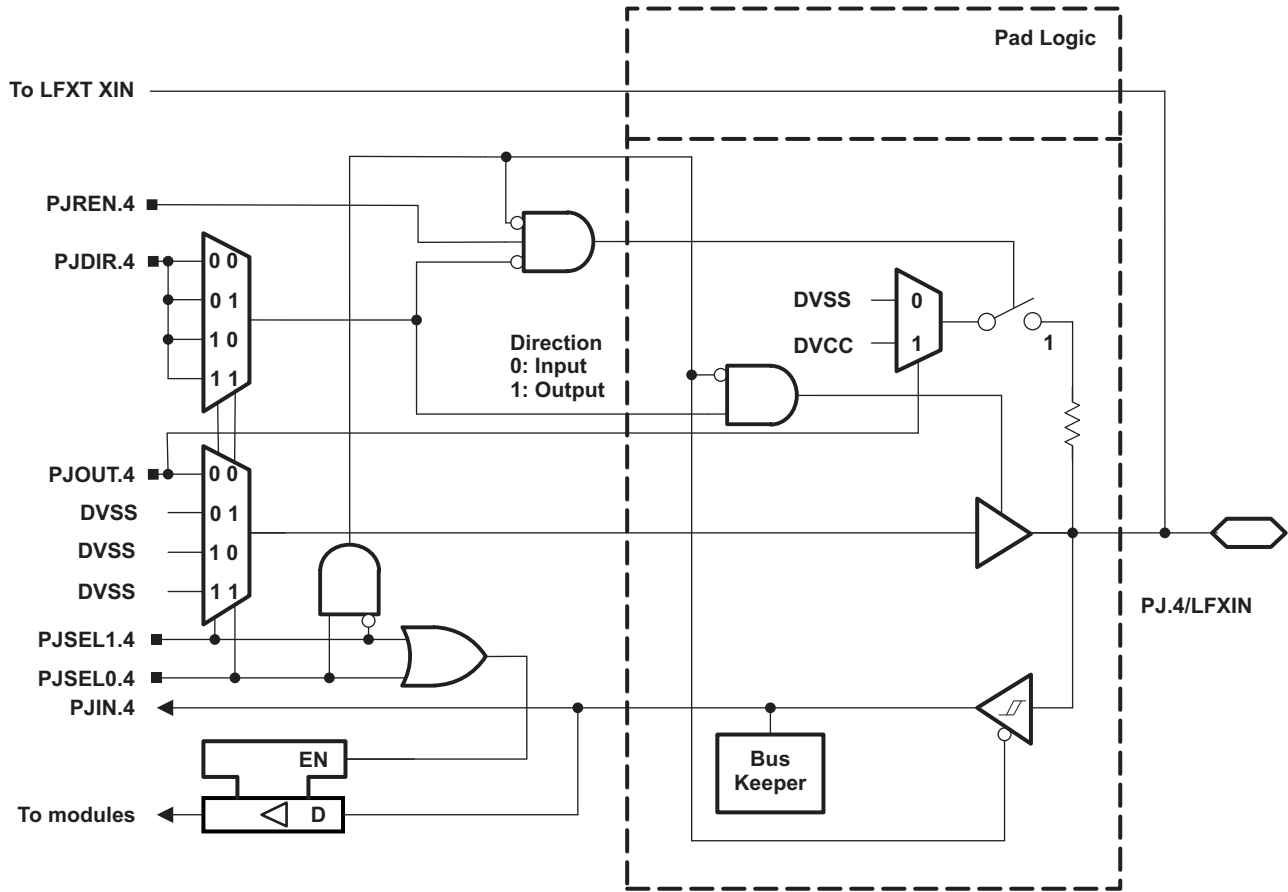 Pad Logic
To LFXT XIN
PJREN.4
PJDIR.4
0 0
0 1
1 0
1 1
Direction
0: Input
1: Output
DVSS
DVCC
0
1
1
PJOUT.4
DVSS
DVSS
DVSS
0 0
0 1
1 0
1 1
PJ.4/LFXIN
PJSEL1.4
PJSEL0.4
PJIN.4
Bus
Keeper
EN
D
To modules